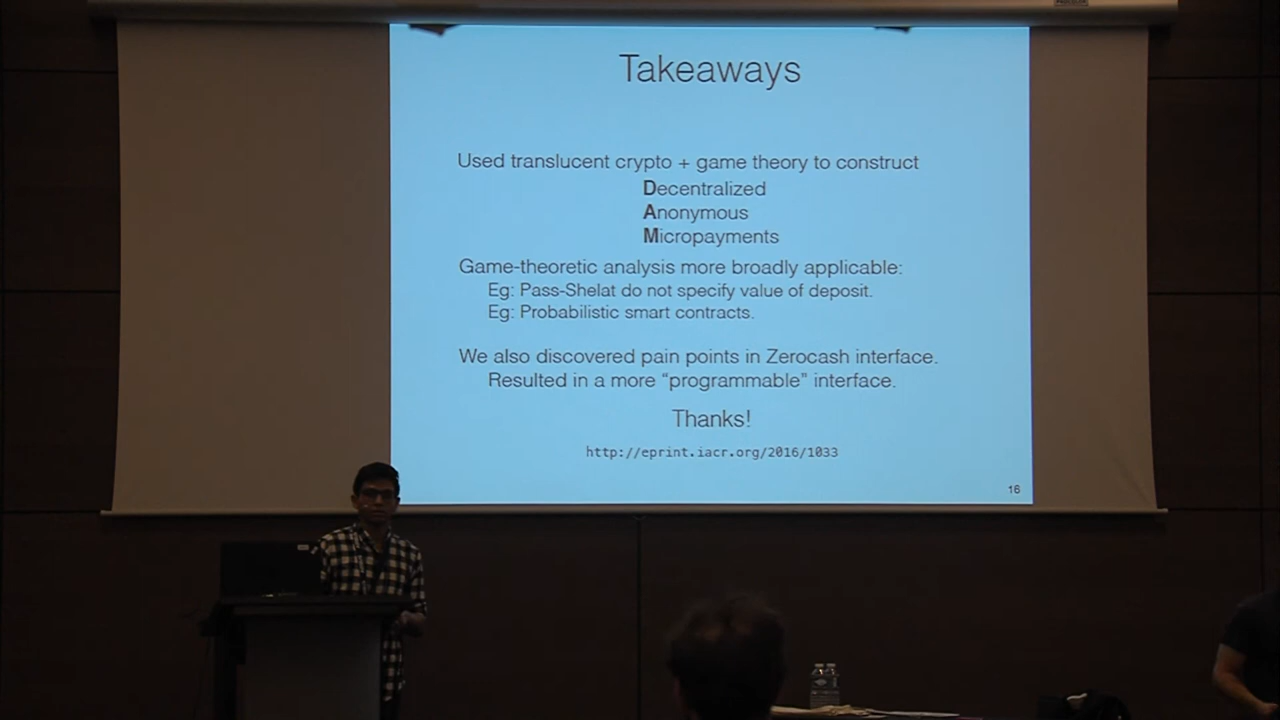 Takeaways
Used translucent crypto + game theory to construct
Decentralized
Anonymous
Micropayments
Game-theoretic analysis more broadly applicable:
Eg: Pass-Shelat do not specify value of deposit.
Eg: Probabilistic smart contracts.
We also discovered pain points in Zerocash interface.
Resulted in a more “programmable” interface.
Thanks!
http://eprint.iacr.org/2016/1033
16